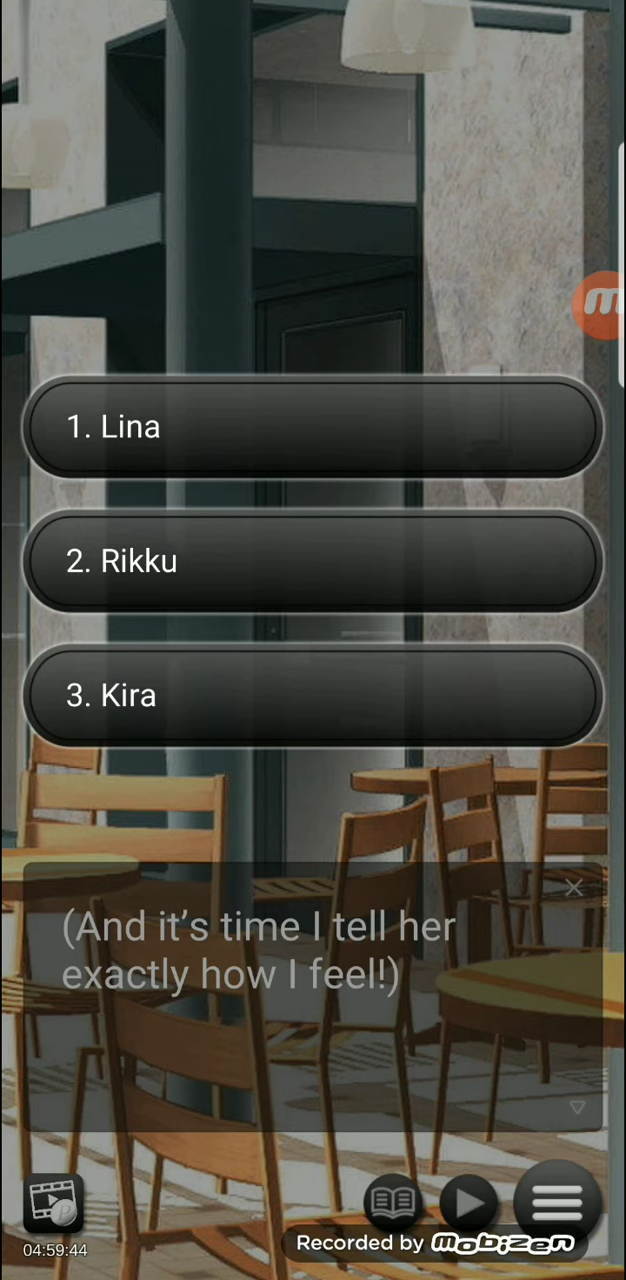 1. Lina
2. Rikku
3. Kira
(And it’s time I tell her
exactly how I feel!)
04:59:44
Recorded by mobizen